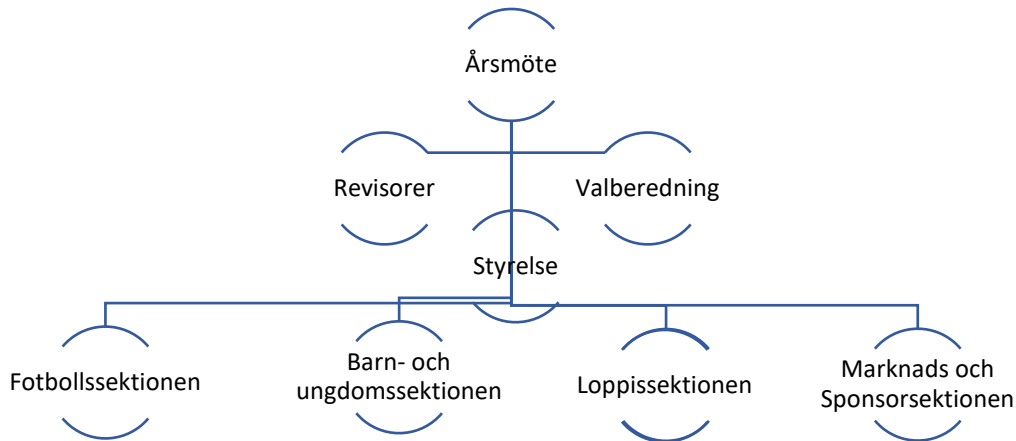 Årsmöte
Revisorer
Valberedning
Styrelse
Fotbollssektionen
Barn- och
ungdomssektionen
Loppissektionen
Marknads och
Sponsorsektionen